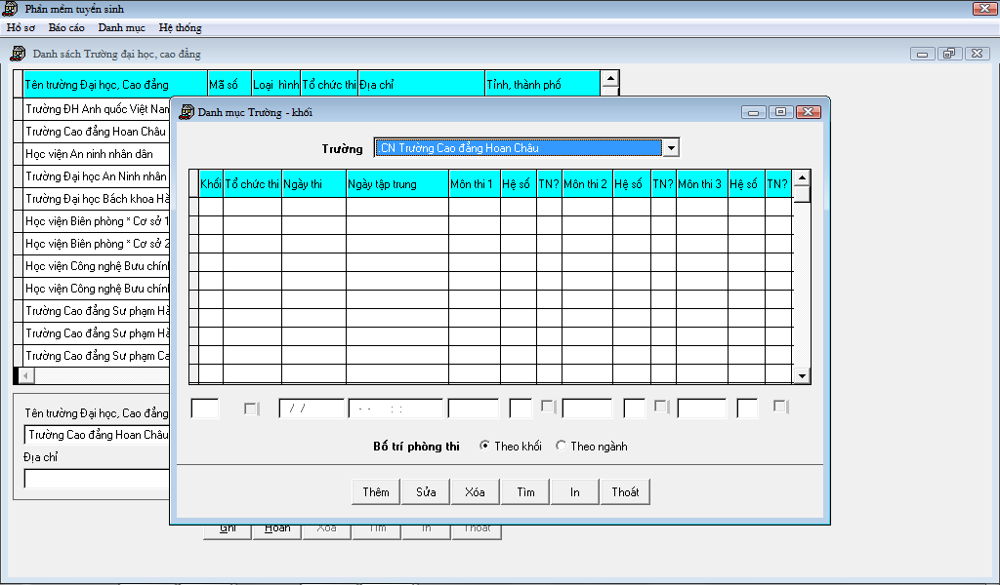 Phần mềm tuyển sinh
Hồ sơ Báo cáo Danh mục Hệ thống
Danh sách Trường đại học, cao đẳng
Tên trường Đại học, Cao đẳng Mã số Loại hình Tổ chức thi Địa chỉ Tỉnh, thành phố
Trường ĐH Anh quốc Việt Nam
Trường Cao đẳng Hoan Châu
Học viện An ninh nhân dân
Trường Đại học An Ninh nhân
Trường Đại học Bách khoa Hà
Học viện Biên phòng * Cơ sở 1
Học viện Biên phòng * Cơ sở 2
Học viện Công nghệ Bưu chính
Học viện Công nghệ Bưu chính
Trường Cao đẳng Sư phạm Hà
Trường Cao đẳng Sư phạm Hà
Trường Cao đẳng Sư phạm Ca
Tên trường Đại học, Cao đẳng
Trường Cao đẳng Hoan Châu
Địa chỉ
Danh mục Trường - khối
Trường CN Trường Cao đẳng Hoan Châu
Khối Tổ chức thi Ngày thi Ngày tập trung Môn thi 1 Hệ số TN? Môn thi 2 Hệ số TN? Môn thi 3 Hệ số TN?
/ / - - : :
Bố trí phòng thi Theo khối Theo ngành
Thêm Sửa Xóa Tìm In Thoát
Ghi Hoãn Xóa Tìm In Thoát